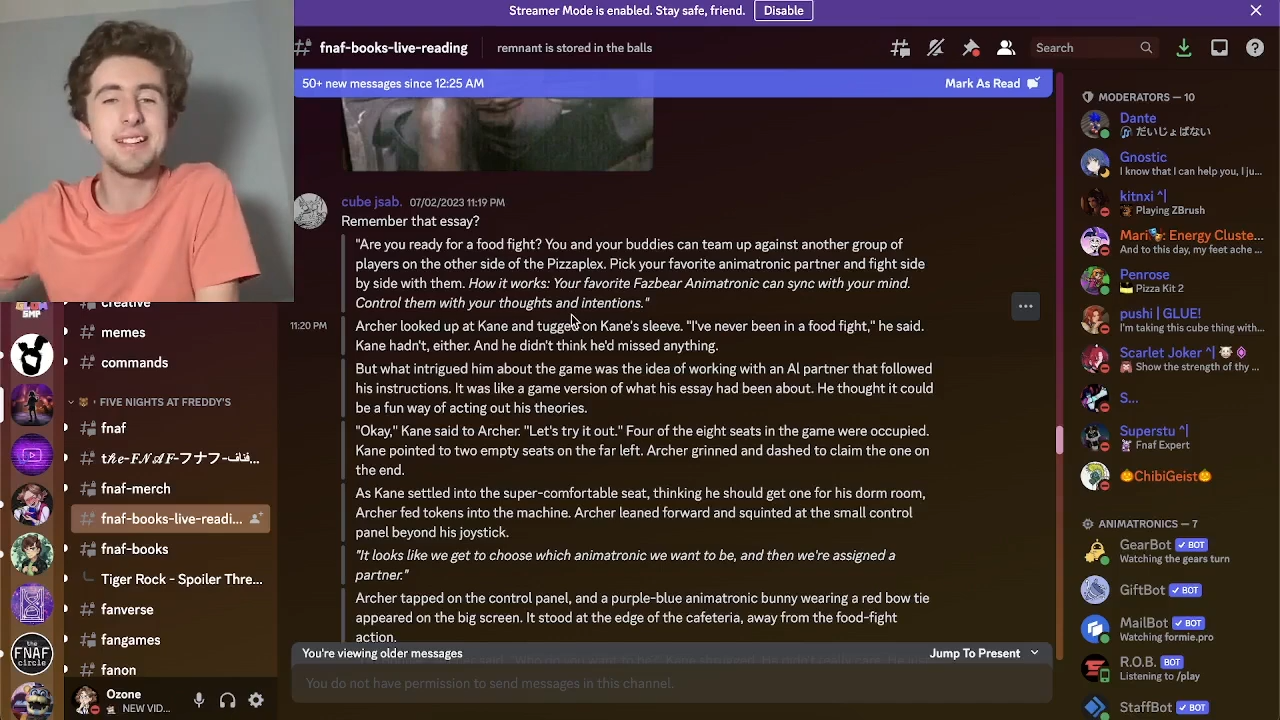 Streamer Mode is enabled. Stay safe, friend.
Disable
fnaf-books-live-reading
remnant is stored in the balls
Search
50+ new messages since 12:25 AM
Mark As Read
cube jsab. 07/02/2023 11:19 PM
Remember that essay?
"Are you ready for a food fight? You and your buddies can team up against another group of
players on the other side of the Pizzaplex. Pick your favorite animatronic partner and fight side
by side with them. How it works: Your favorite Fazbear Animatronic can sync with your mind.
Control them with your thoughts and intentions."
11:20 PM
Archer looked up at Kane and tugged on Kane's sleeve. "I've never been in a food fight," he said.
Kane hadn't, either. And he didn't think he'd missed anything.
But what intrigued him about the game was the idea of working with an AI partner that followed
his instructions. It was like a game version of what his essay had been about. He thought it could
be a fun way of acting out his theories.
"Okay," Kane said to Archer. "Let's try it out." Four of the eight seats in the game were occupied.
Kane pointed to two empty seats on the far left. Archer grinned and dashed to claim the one on
the end.
As Kane settled into the super-comfortable seat, thinking he should get one for his dorm room,
Archer fed tokens into the machine. Archer leaned forward and squinted at the small control
panel beyond his joystick.
"It looks like we get to choose which animatronic we want to be, and then we're assigned a
partner."
Archer tapped on the control panel, and a purple-blue animatronic bunny wearing a red bow tie
appeared on the big screen. It stood at the edge of the cafeteria, away from the food-fight
action.
You're viewing older messages
Jump To Present
You do not have permission to send messages in this channel.
creative
memes
commands
FIVE NIGHTS AT FREDDY'S
fnaf
fnaf-merch
fnaf-books-live-readi...
fnaf-books
Tiger Rock - Spoiler Thre...
fanverse
fangames
fanon
SMP
the
FNAF
circle
Ozone
NEW VID...
MODERATORS — 10
Dante
だいじょばない
Gnostic
I know that I can help you, I ju...
kitnxi ^|
Playing ZBrush
Mari: Energy Cluste...
And to this day, my feet ache ...
Penrose
Pizza Kit 2
pushi | GLUE!
I'm taking this cube thing with...
Scarlet Joker ^|
Show the strength of thy ...
S...
Superstu ^|
Fnaf Expert
ChibiGeist
ANIMATRONICS — 7
GearBot BOT
Watching the gears turn
GiftBot BOT
MailBot BOT
Watching formie.pro
R.O.B. BOT
Listening to /play
StaffBot BOT